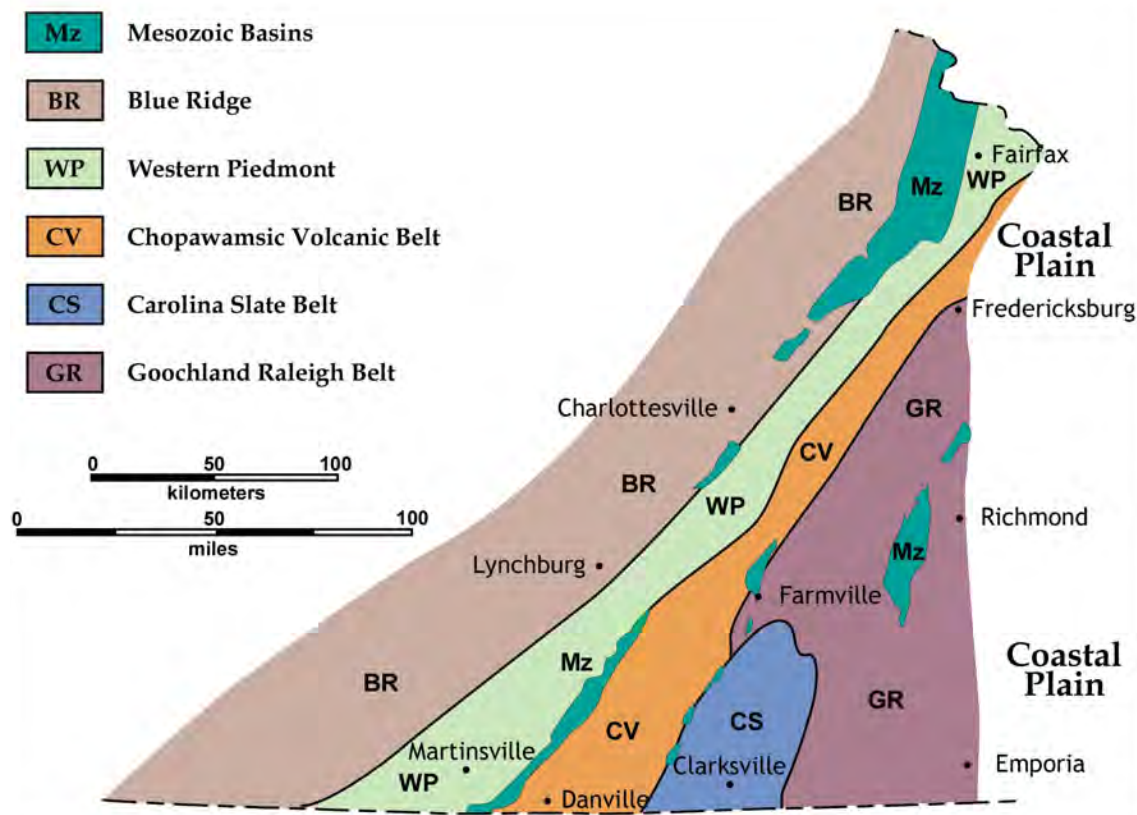 Mz Mesozoic Basins
BR Blue Ridge
WP Western Piedmont
CV Chopawamsic Volcanic Belt
CS Carolina Slate Belt
GR Goochland Raleigh Belt
0 50 100
kilometers
0 50 100
miles
Fairfax
Mz
WP
BR
Coastal
Plain
Fredericksburg
Charlottesville
GR
CV
BR
WP
Richmond
Mz
Lynchburg
Farmville
Mz
BR
Coastal
Plain
GR
CS
CV
Martinsville
WP
Clarksville
Emporia
Danville